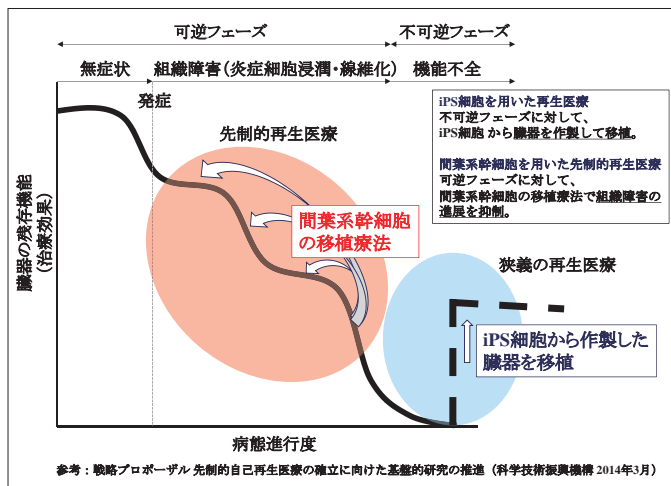 可逆フェーズ
不可逆フェーズ
無症状
組織障害(炎症細胞浸潤・線維化)
機能不全
発症
先制的再生医療
iPS細胞を用いた再生医療
不可逆フェーズに対して、
iPS細胞 から臓器を作製して移植。
間葉系幹細胞を用いた先制的再生医療
可逆フェーズに対して、
間葉系幹細胞の移植療法で組織障害の
進展を抑制。
間葉系幹細胞
の移植療法
臓器の残存機能
(治療効果)
狭義の再生医療
iPS細胞から作製した
臓器を移植
病態進行度
参考:戦略プロポーザル 先制的自己再生医療の確立に向けた基盤的研究の推進(科学技術振興機構 2014年3月)